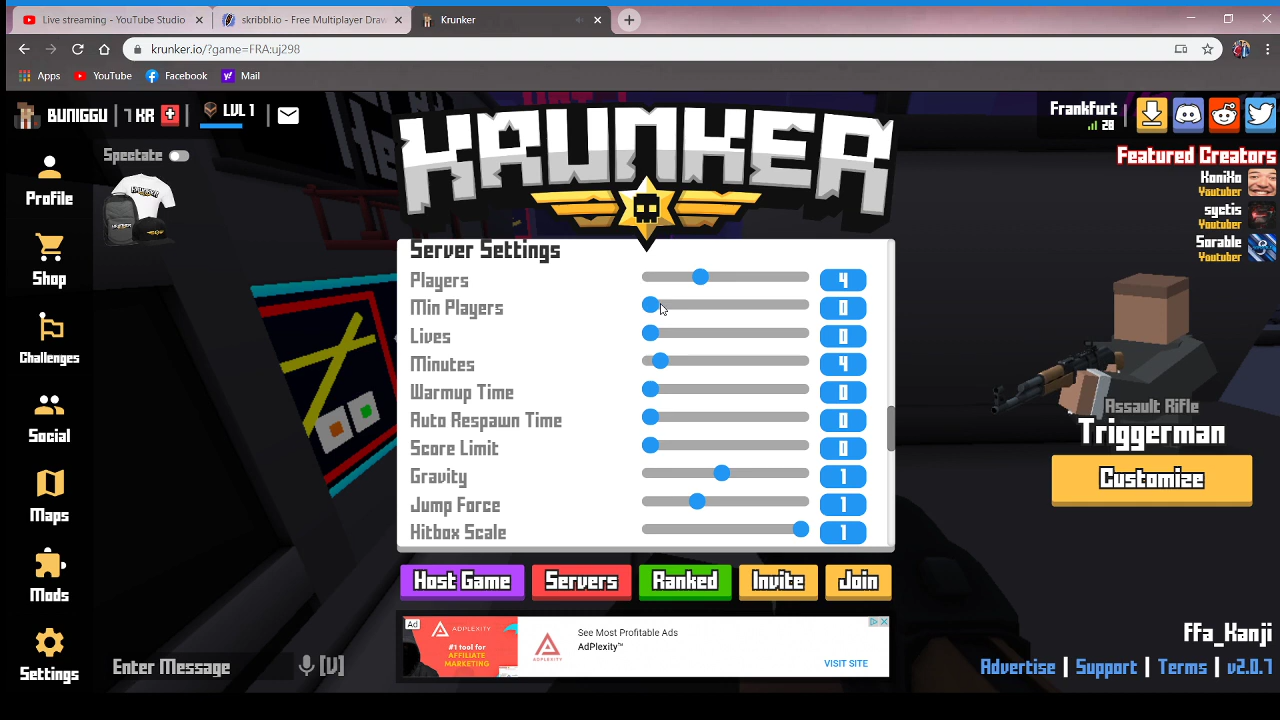 Live streaming - YouTube Studio
skribbl.io - Free Multiplayer Draw
Krunker
krunker.io/?game=FRA:uj298
Apps
YouTube
Facebook
Mail
BUNIGGU
7 KR
LVL 1
Frankfurt
28
Spectate
KRUNKER
Featured Creators
KoniKo
Youtuber
syctis
Youtuber
Sorable
Youtuber
Profile
Shop
Challenges
Social
Maps
Mods
Settings
Server Settings
Players 4
Min Players 0
Lives 0
Minutes 4
Warmup Time 0
Auto Respawn Time 0
Score Limit 0
Gravity 1
Jump Force 1
Hitbox Scale 1
Assault Rifle
Triggerman
Customize
Host Game
Servers
Ranked
Invite
Join
Ad
ADPLEXITY
#1 tool for
AFFILIATE
MARKETING
ADPLEXITY
See Most Profitable Ads
AdPlexity™
VISIT SITE
Enter Message
[V]
ffa_Kanji
Advertise | Support | Terms | v2.0.7